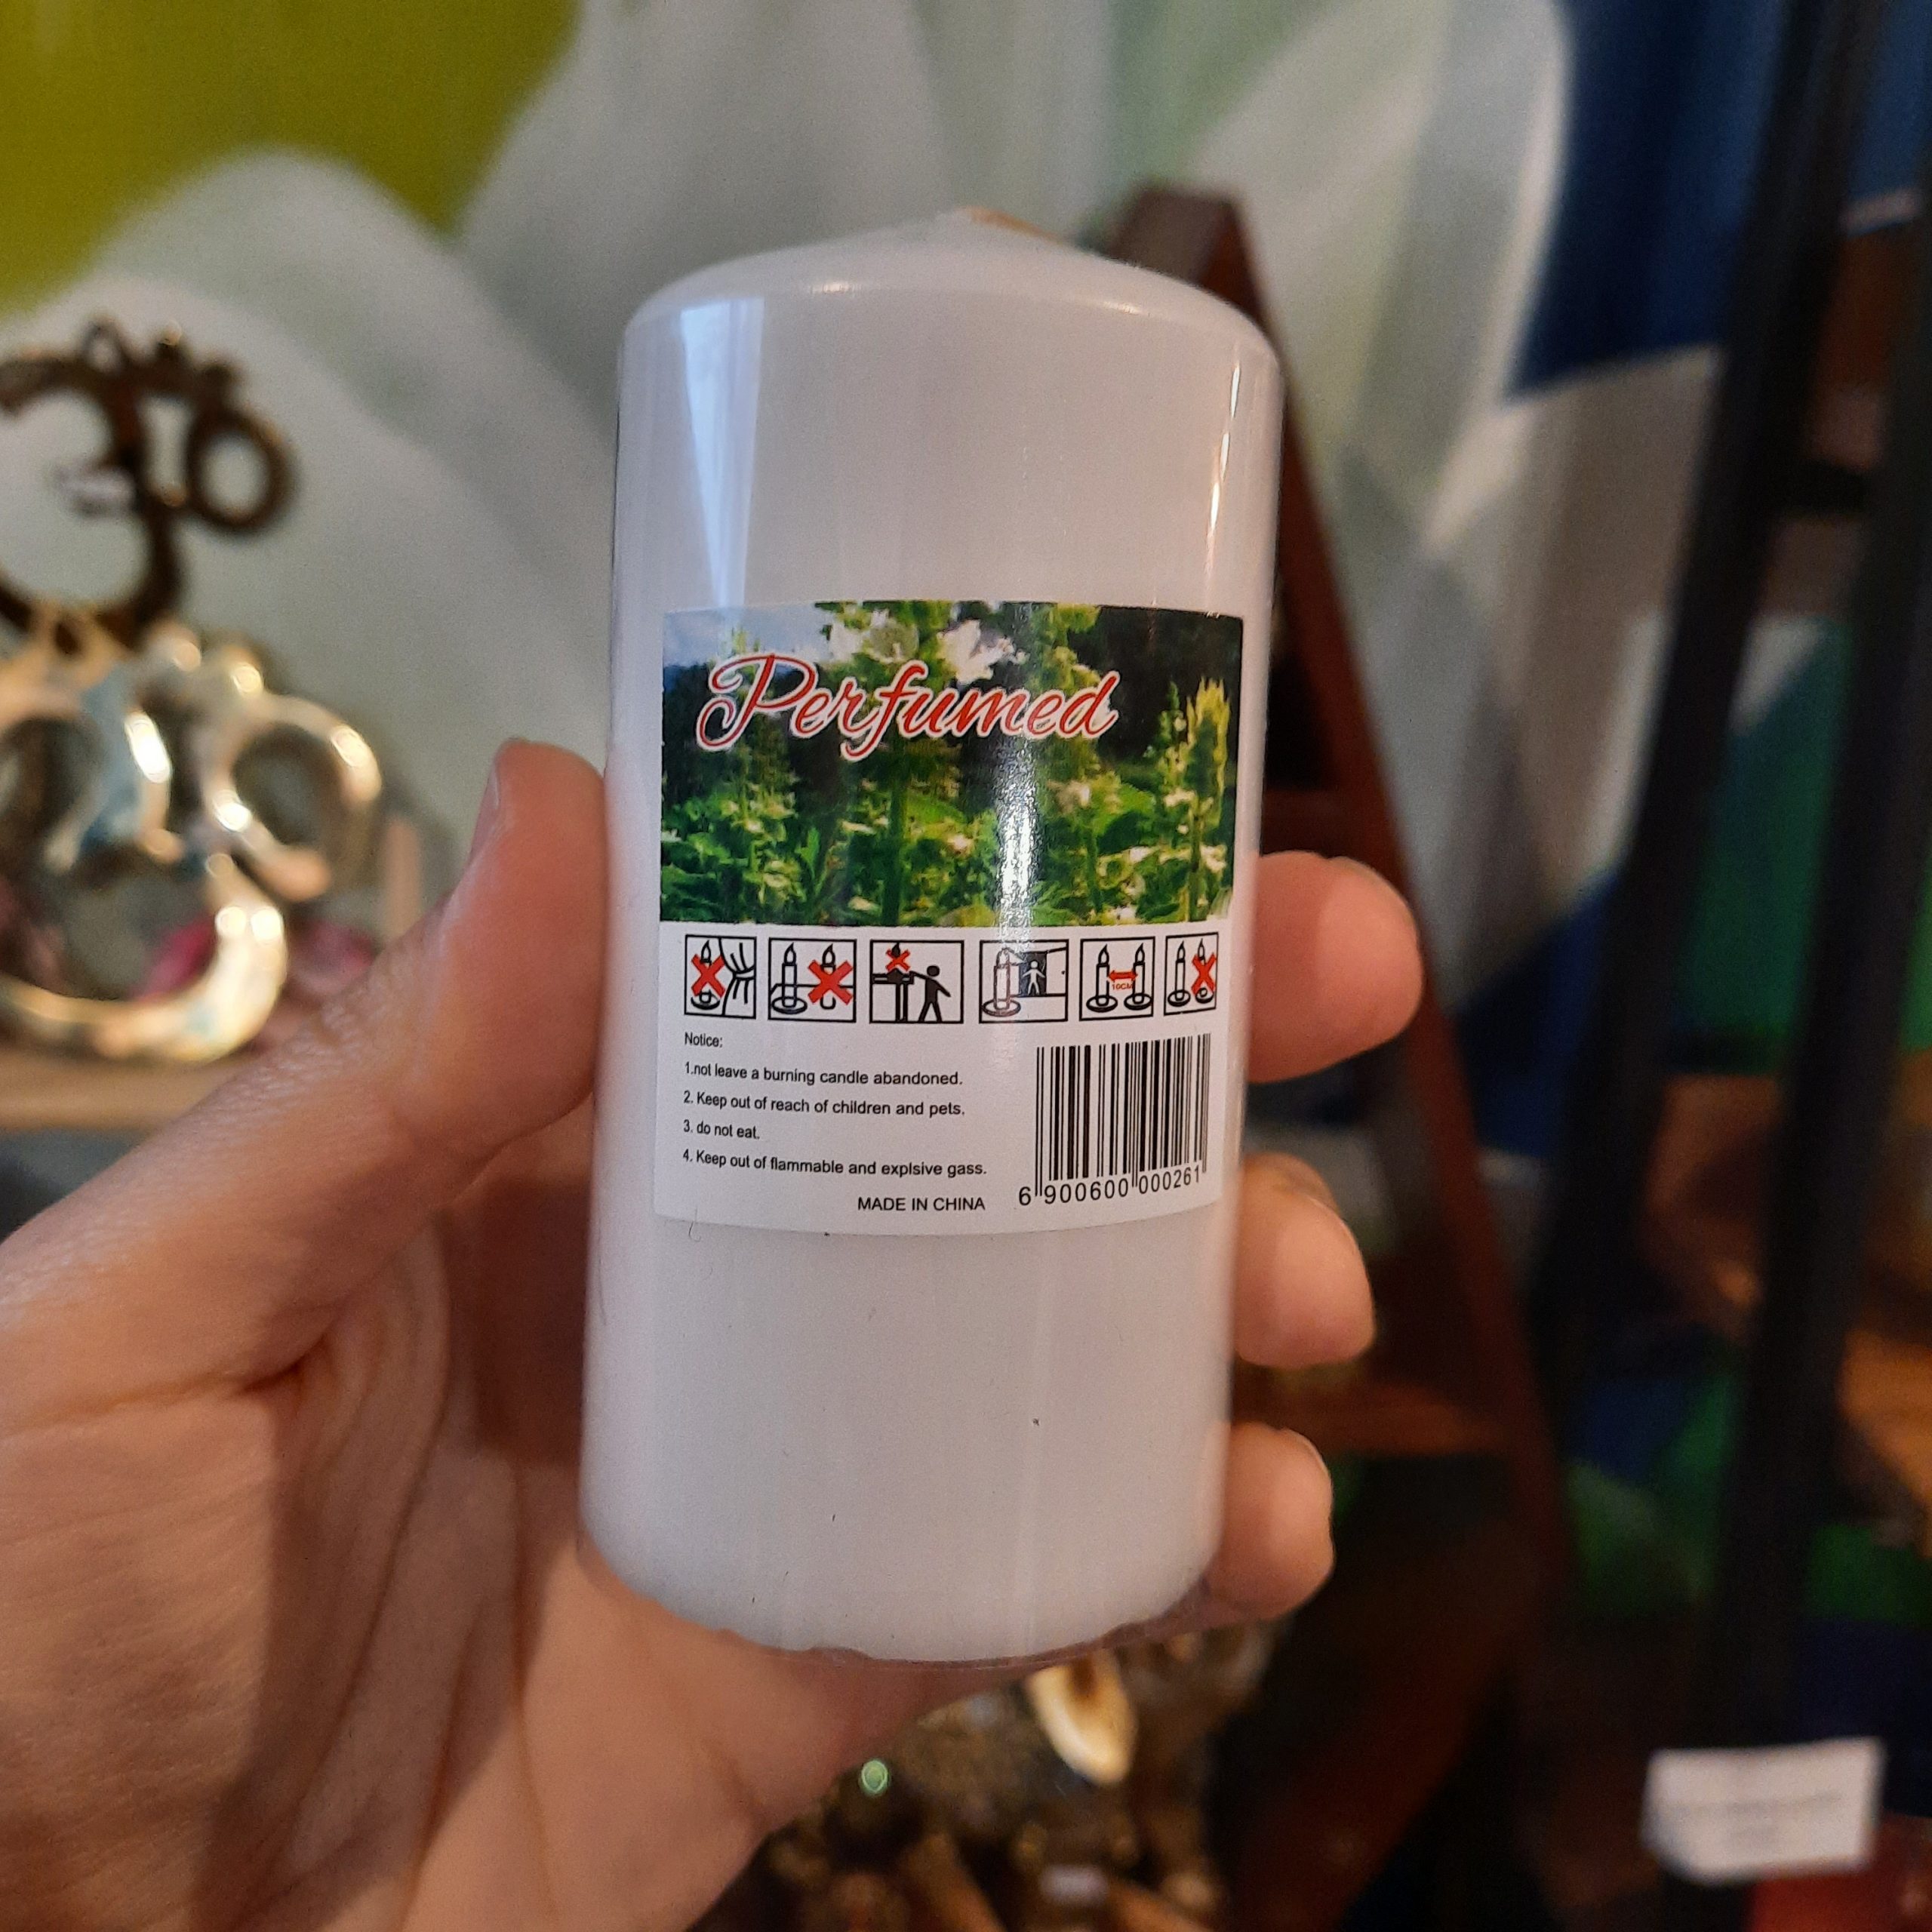 Perfumed
10CM
Notice:
1.not leave a burning candle abandoned.
2. Keep out of reach of children and pets.
3. do not eat.
4. Keep out of flammable and explsive gass.
MADE IN CHINA
6 900600 000261